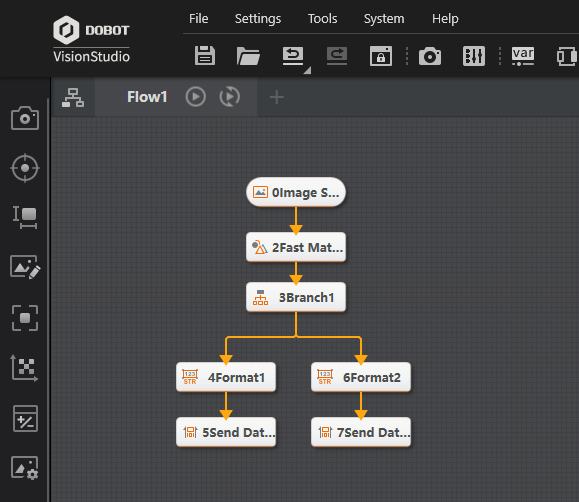 DOBOT
VisionStudio
File Settings Tools System Help
var
Flow1
0Image S...
2Fast Mat...
3Branch1
123 STR 4Format1
123 STR 6Format2
5Send Dat...
7Send Dat...